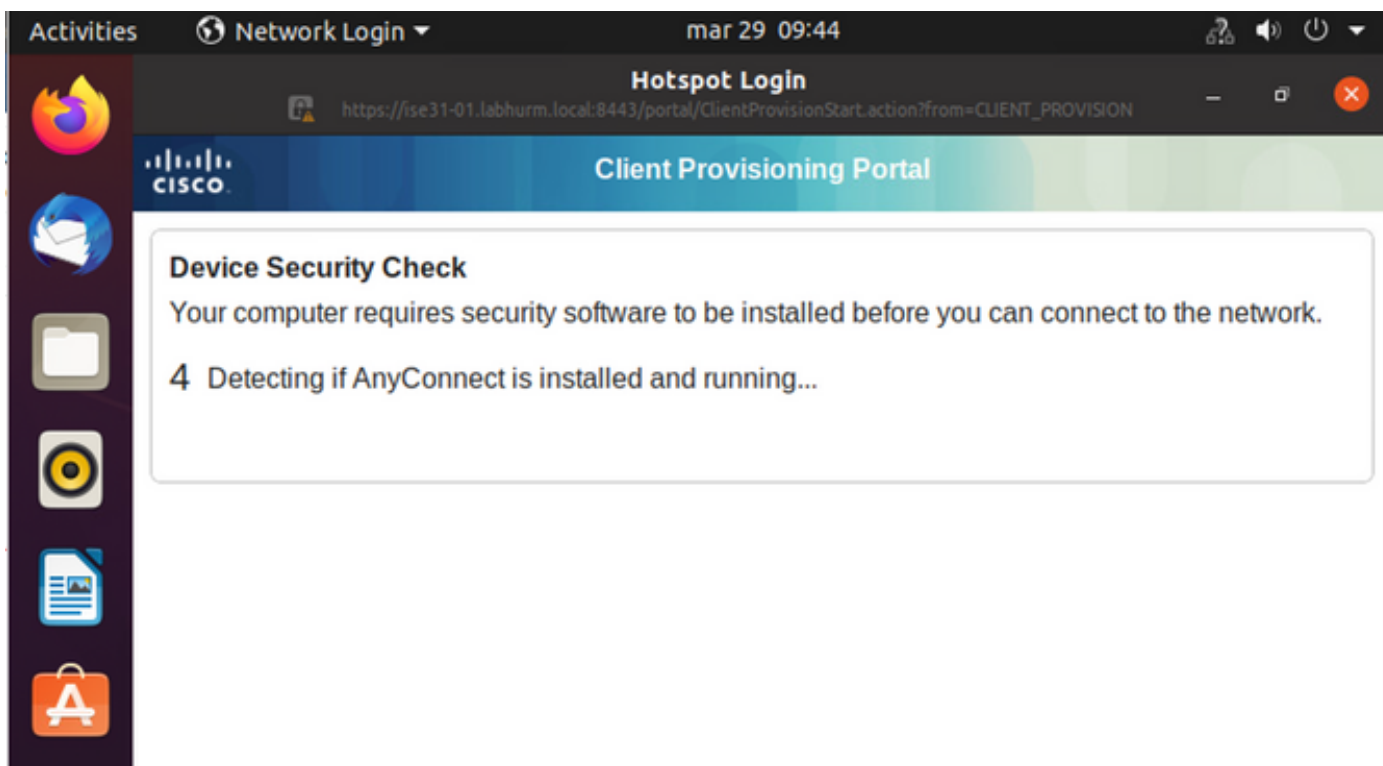 Activities Network Login mar 29 09:44
Hotspot Login
https://ise31-01.labhurm.local:8443/portal/ClientProvisionStart.action?from=CLIENT_PROVISION
CISCO Client Provisioning Portal
Device Security Check
Your computer requires security software to be installed before you can connect to the network.
4 Detecting if AnyConnect is installed and running...